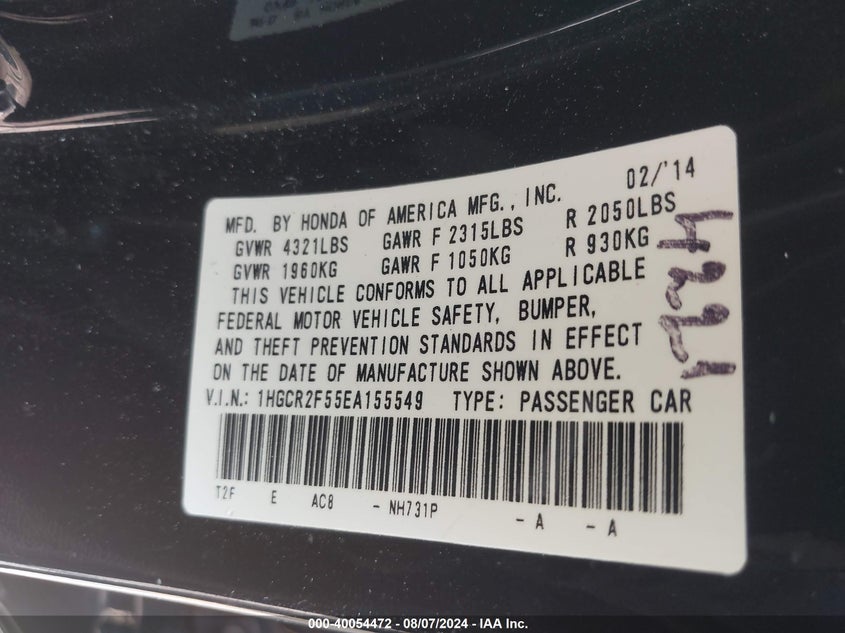 02/'14
MFD. BY HONDA OF AMERICA MFG., INC.
GVWR 4321LBS GAWR F 2315LBS R 2050LBS
GVWR 1960KG GAWR F 1050KG R 930KG
THIS VEHICLE CONFORMS TO ALL APPLICABLE
FEDERAL MOTOR VEHICLE SAFETY, BUMPER,
AND THEFT PREVENTION STANDARDS IN EFFECT
ON THE DATE OF MANUFACTURE SHOWN ABOVE.
V.I.N.: 1HGCR2F55EA155549 TYPE: PASSENGER CAR
T2F E AC8 - NH731P - A - A
000-40054472 - 08/07/2024 - IAA Inc.